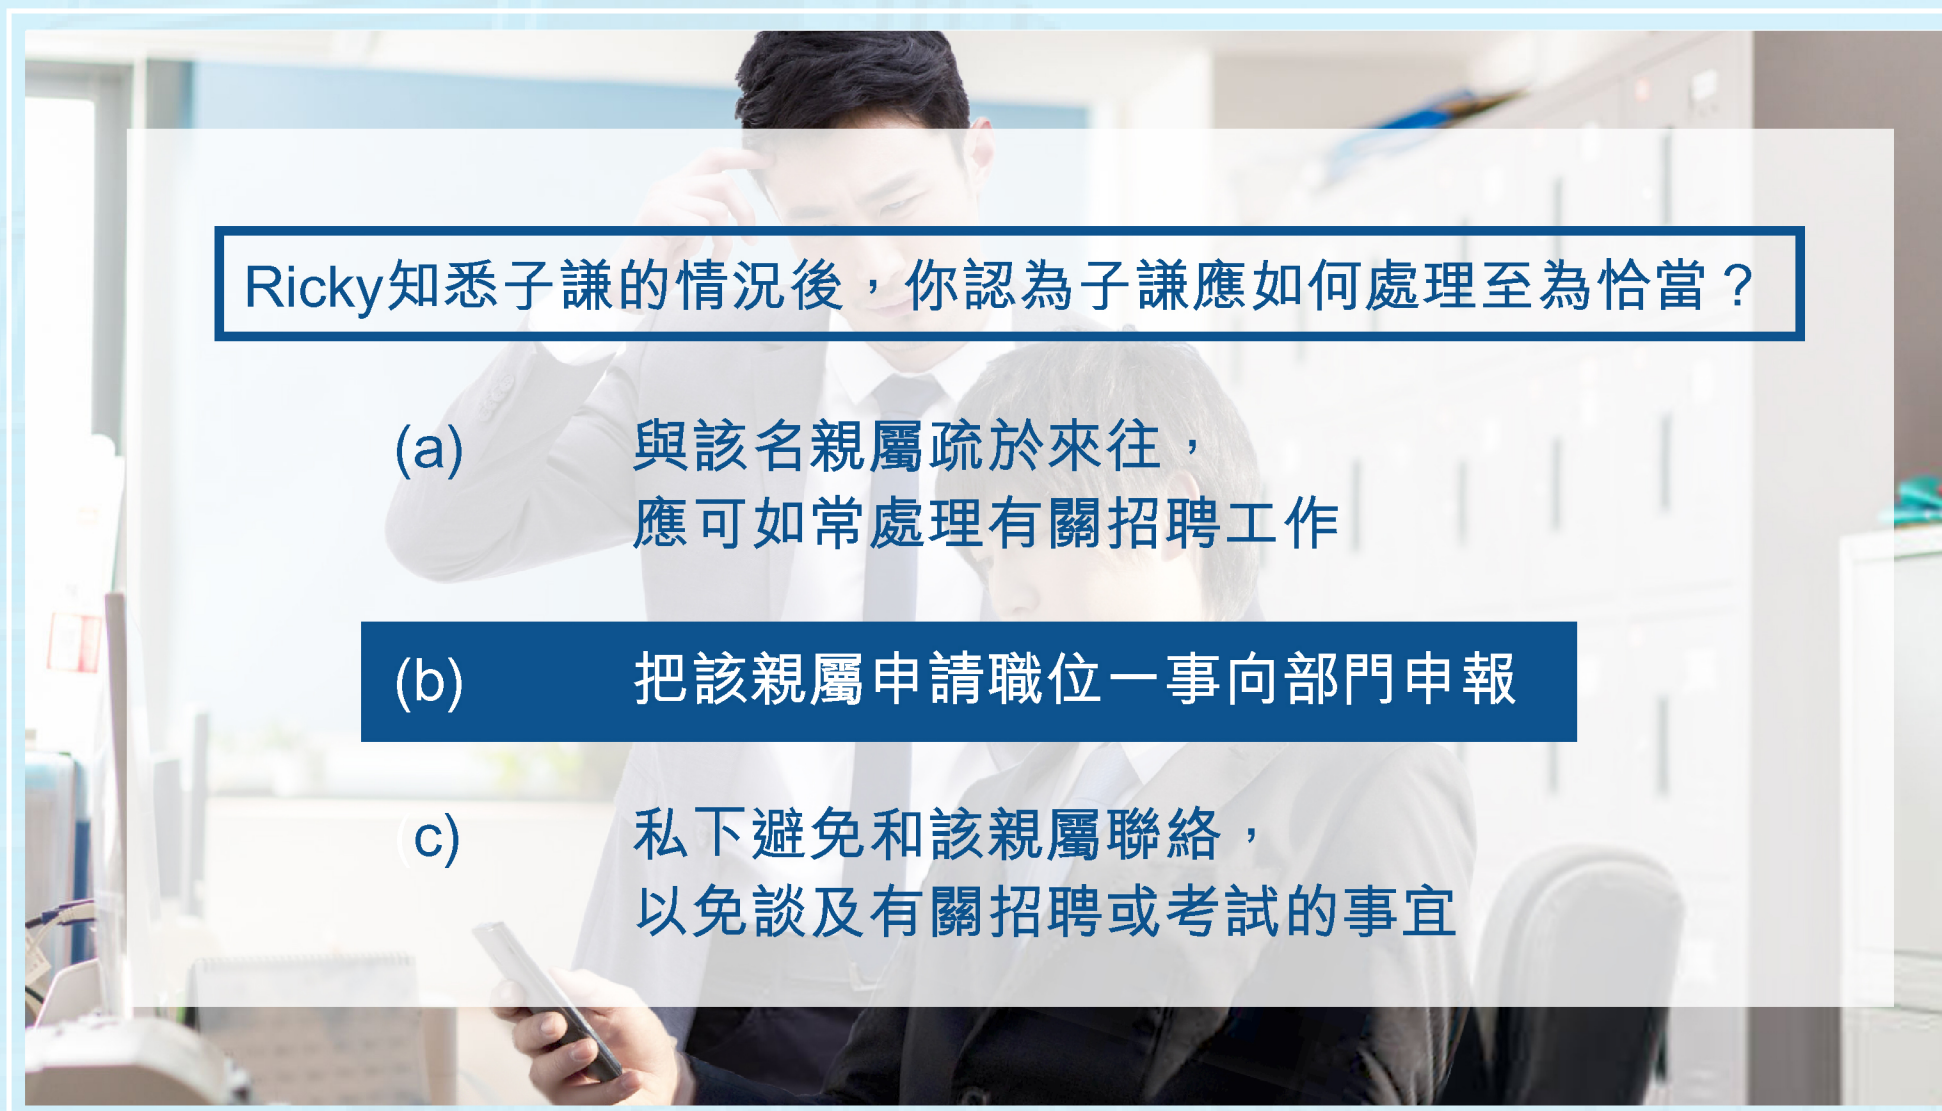 Ricky知悉子謙的情況後，你認為子謙應如何處理至為恰當？
(a) 與該名親屬疏於來往，
應可如常處理有關招聘工作
(b) 把該親屬申請職位一事向部門申報
(c) 私下避免和該親屬聯絡，
以免談及有關招聘或考試的事宜